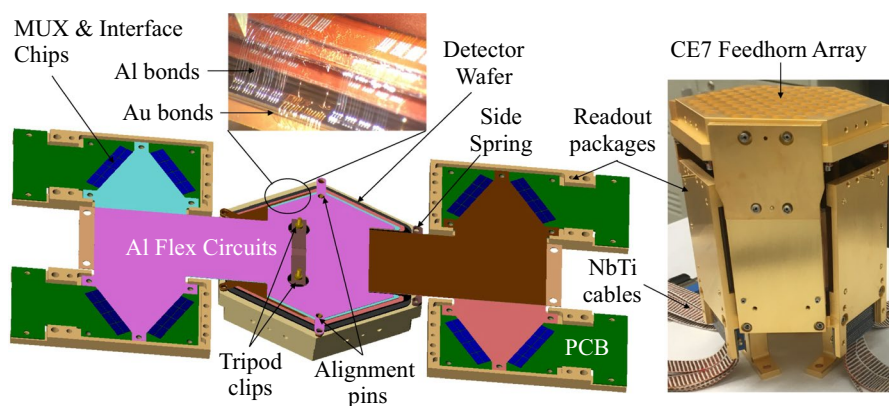 MUX & Interface
Chips
Al bonds
Au bonds
Detector
Wafer
Side
Spring
CE7 Feedhorn Array
Readout
packages
Al Flex Circuits
NbTi
cables
PCB
Tripod
clips
Alignment
pins